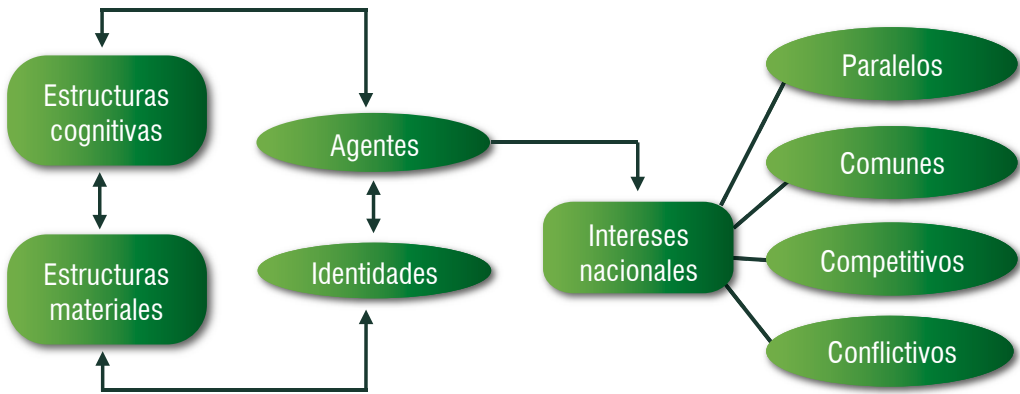 Estructuras
cognitivas
Estructuras
materiales
Agentes
Identidades
Intereses
nacionales
Paralelos
Comunes
Competitivos
Conflictivos